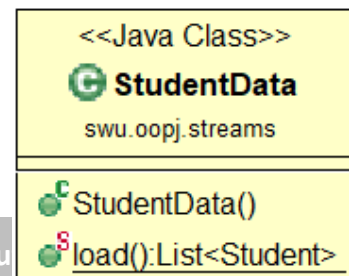 <<Java Class>>
C StudentData
swu.oopj.streams
C StudentData()
u
S load():List<Student>